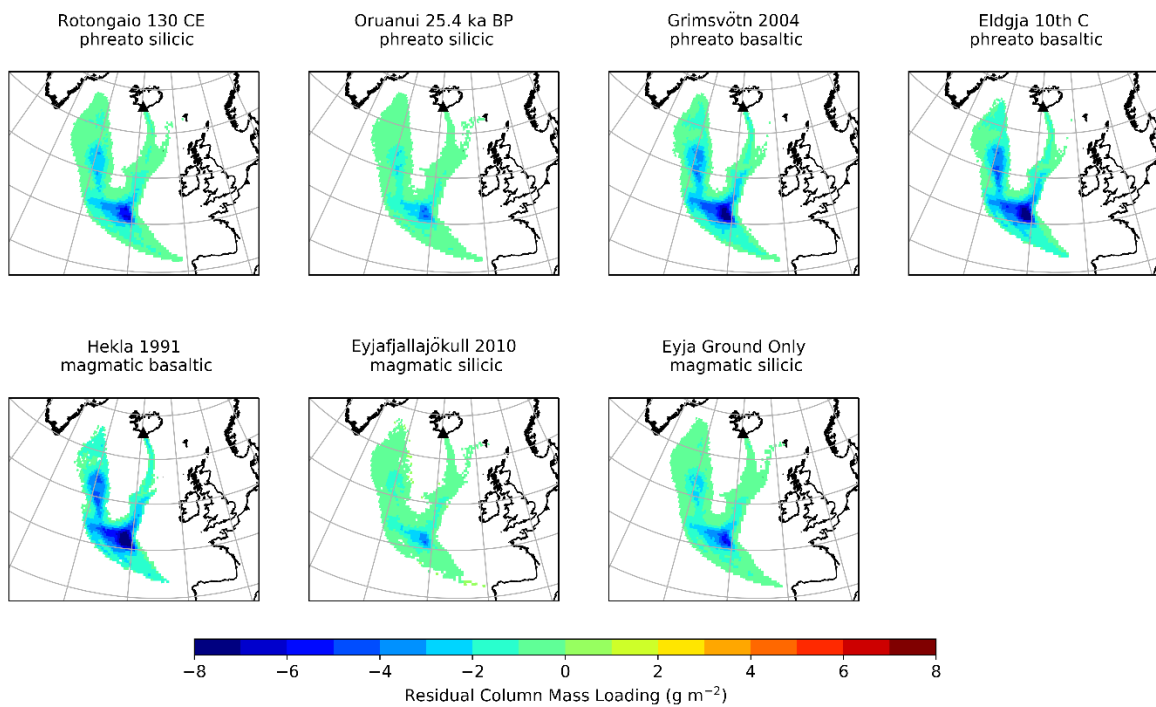 Rotongaio 130 CE
phreato silicic
Oruanui 25.4 ka BP
phreato silicic
Grimsvötn 2004
phreato basaltic
Eldgja 10th C
phreato basaltic
Hekla 1991
magmatic basaltic
Eyjafjallajökull 2010
magmatic silicic
Eyja Ground Only
magmatic silicic
−8 −6 −4 −2 0 2 4 6 8
Residual Column Mass Loading (g m⁻²)